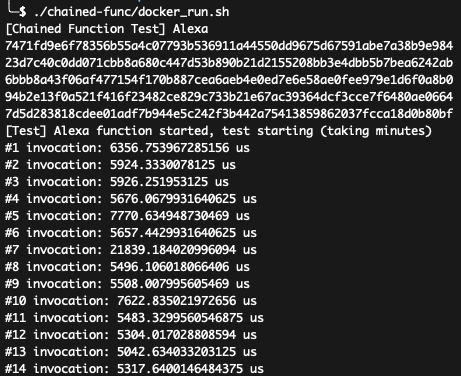 └─$ ./chained-func/docker_run.sh
[Chained Function Test] Alexa
7471fd9e6f78356b55a4c07793b536911a44550dd9675d67591abe7a38b9e984
23d7c40c0dd071cbb8a680c447d53b890b21d2155208bb3e4dbb5b7bea6242ab
6bbb8a43f06af477154f170b887cea6aeb4e0ed7e6e58ae0fee979e1d6f0a8b0
94b2e13f0a521f416f23482ce829c733b21e67ac39364dcf3cce7f6480ae0664
7d5d283818cdee01adf7b944e5c242f3b442a75413859862037fcca18d0b80bf
[Test] Alexa function started, test starting (taking minutes)
#1 invocation: 6356.753967285156 us
#2 invocation: 5924.3330078125 us
#3 invocation: 5926.251953125 us
#4 invocation: 5676.0679931640625 us
#5 invocation: 7770.634948730469 us
#6 invocation: 5657.4429931640625 us
#7 invocation: 21839.184020996094 us
#8 invocation: 5496.106018066406 us
#9 invocation: 5508.007995605469 us
#10 invocation: 7622.835021972656 us
#11 invocation: 5483.3299560546875 us
#12 invocation: 5304.017028808594 us
#13 invocation: 5042.634033203125 us
#14 invocation: 5317.6400146484375 us